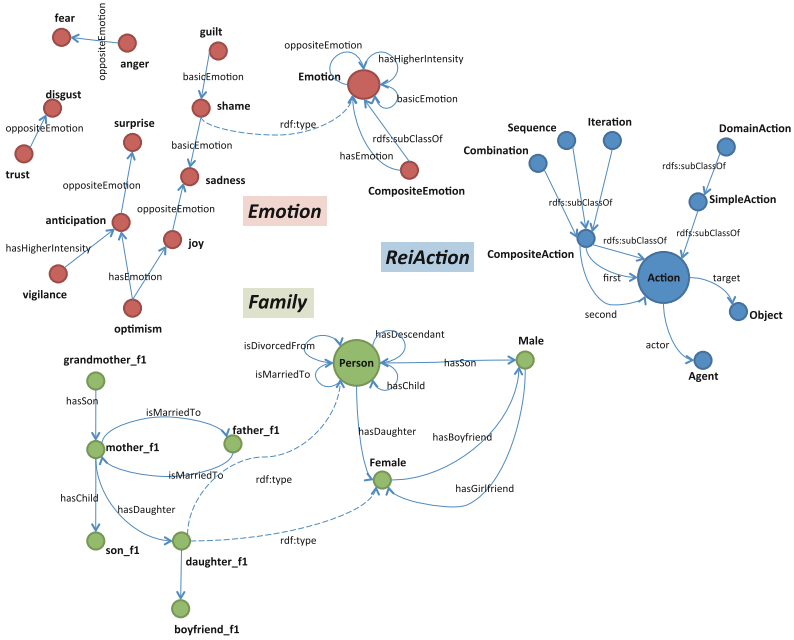 fear
oppositeEmotion
anger
guilt
basicEmotion
shame
basicEmotion
sadness
oppositeEmotion
joy
disgust
oppositeEmotion
trust
surprise
oppositeEmotion
anticipation
hasHigherIntensity
vigilance
hasEmotion
optimism
oppositeEmotion
hasHigherIntensity
Emotion
basicEmotion
rdf:type
rdfs:subClassOf
hasEmotion
CompositeEmotion
Emotion
ReiAction
Family
Sequence
Iteration
Combination
DomainAction
rdfs:subClassOf
rdfs:subClassOf
SimpleAction
rdfs:subClassOf
rdfs:subClassOf
CompositeAction
first
Action
target
second
Object
actor
Agent
grandmother_f1
hasSon
isMarriedTo
mother_f1
father_f1
isMarriedTo
hasChild
hasDaughter
son_f1
daughter_f1
boyfriend_f1
hasDescendant
isDivorcedFrom
Person
isMarriedTo
hasChild
hasSon
Male
hasDaughter
hasBoyfriend
Female
rdf:type
hasGirlfriend
rdf:type